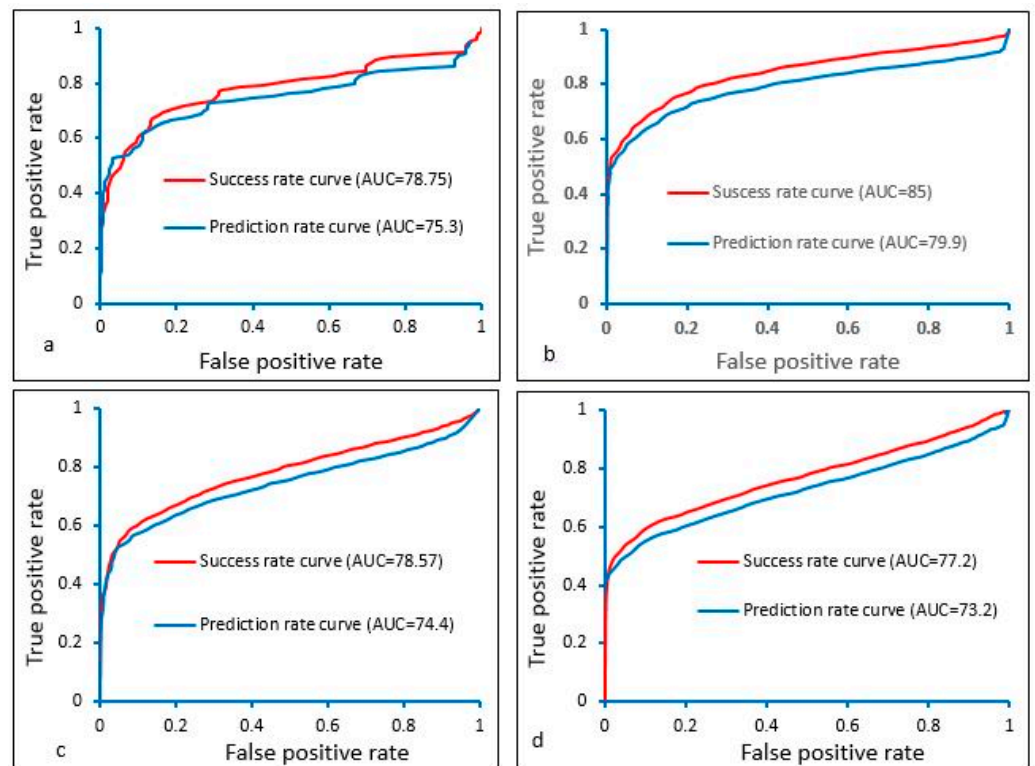 1
0.8
0.6
0.4
0.2
0
0 0.2 0.4 0.6 0.8 1
True positive rate
False positive rate
Success rate curve (AUC=78.75)
Prediction rate curve (AUC=75.3)
a
1
0.8
0.6
0.4
0.2
0
0 0.2 0.4 0.6 0.8 1
True positive rate
False positive rate
Suscess rate curve (AUC=85)
Prediction rate curve (AUC=79.9)
b
1
0.8
0.6
0.4
0.2
0
0 0.2 0.4 0.6 0.8 1
True positive rate
False positive rate
Success rate curve (AUC=78.57)
Prediction rate curve (AUC=74.4)
c
1
0.8
0.6
0.4
0.2
0
0 0.2 0.4 0.6 0.8 1
True positive rate
False positive rate
Success rate curve (AUC=77.2)
Prediction rate curve (AUC=73.2)
d